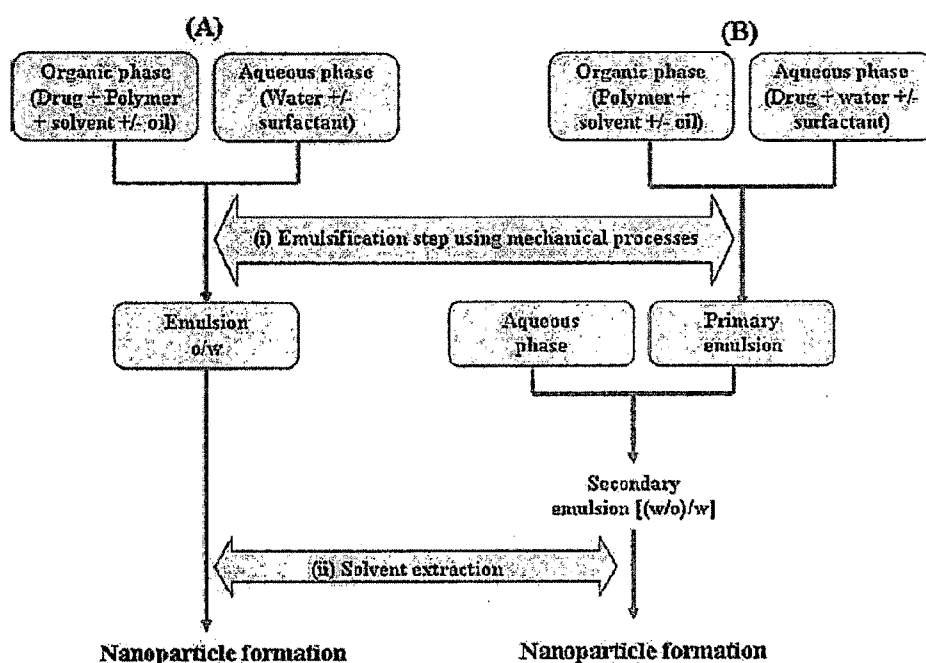 (A)
Organic phase
(Drug + Polymer
+ solvent +/- oil)
Aqueous phase
(Water +/-
surfactant)
(B)
Organic phase
(Polymer +
solvent +/- oil)
Aqueous phase
(Drug + water +/-
surfactant)
(i) Emulsification step using mechanical processes
Emulsion
o/w
Aqueous
phase
Primary
emulsion
Secondary
emulsion [(w/o)/w]
(ii) Solvent extraction
Nanoparticle formation
Nanoparticle formation